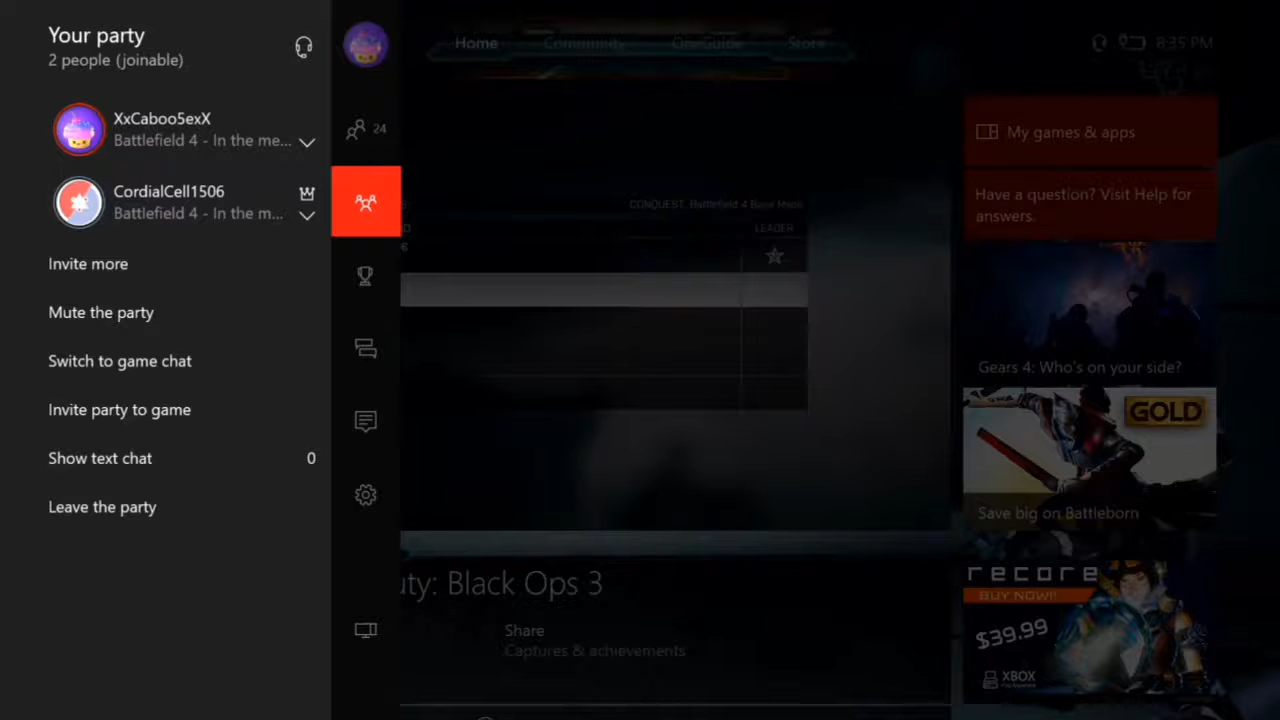 Your party
2 people (joinable)
XxCaboo5exX
Battlefield 4 - In the me...
CordialCell1506
Battlefield 4 - In the m...
Invite more
Mute the party
Switch to game chat
Invite party to game
Show text chat 0
Leave the party
24
Home Community OneGuide Store
8:35 PM
CONQUEST
Battlefield 4 Base Maps
LEADER
uty: Black Ops 3
Share
Captures & achievements
My games & apps
Have a question? Visit Help for
answers.
Gears 4: Who's on your side?
GOLD
Save big on Battleborn
recore
BUY NOW!!
$39.99
XBOX